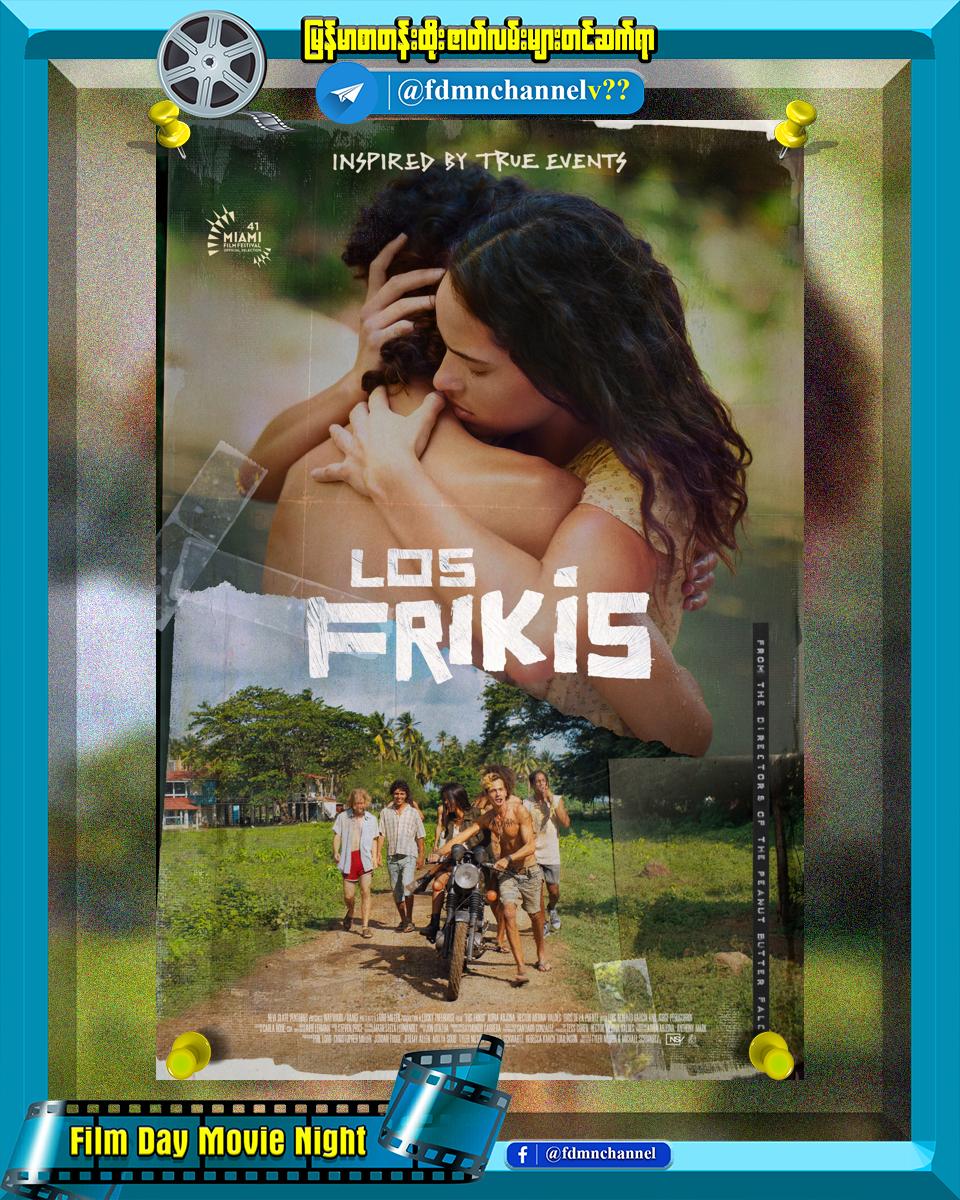 မြန်မာစာတန်းထိုးဇာတ်လမ်းများတင်ဆက်ရာ
@fdmnchannelv??
INSPIRED BY TRUE EVENTS
41
MIAMI
FILM FESTIVAL
OFFICIAL SELECTION
LOS
FRIKIS
FROM THE DIRECTORS OF THE PEANUT BUTTER FALC
Film Day Movie Night
@fdmnchannel